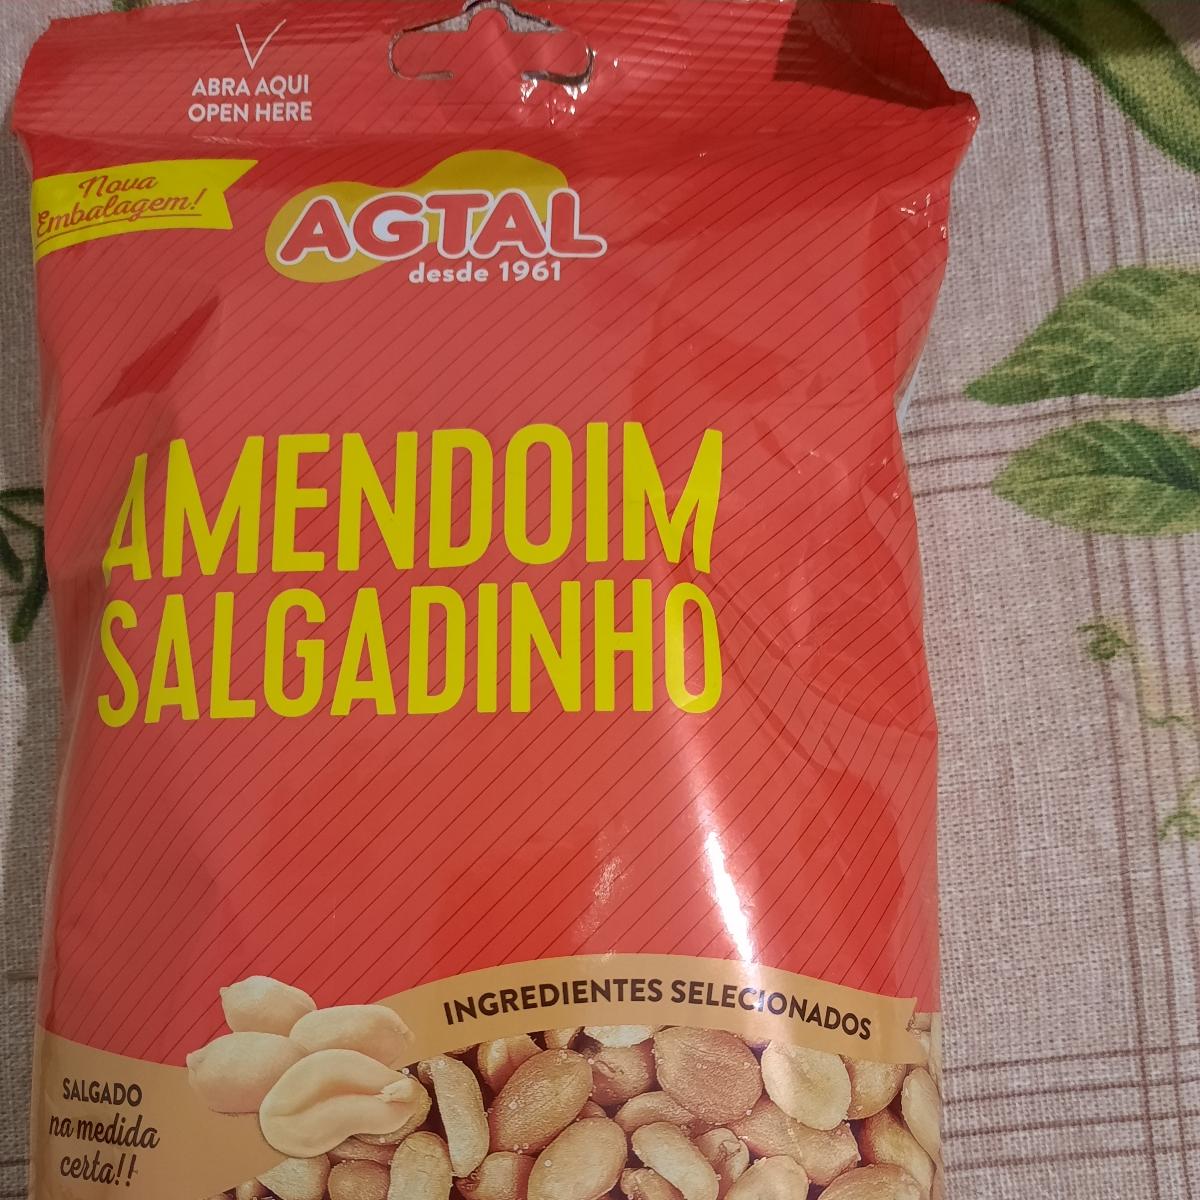 ABRA AQUI
OPEN HERE
Nova
Embalagem!
AGTAL
desde 1961
AMENDOIM
SALGADINHO
INGREDIENTES SELECIONADOS
SALGADO
na medida
certa!!